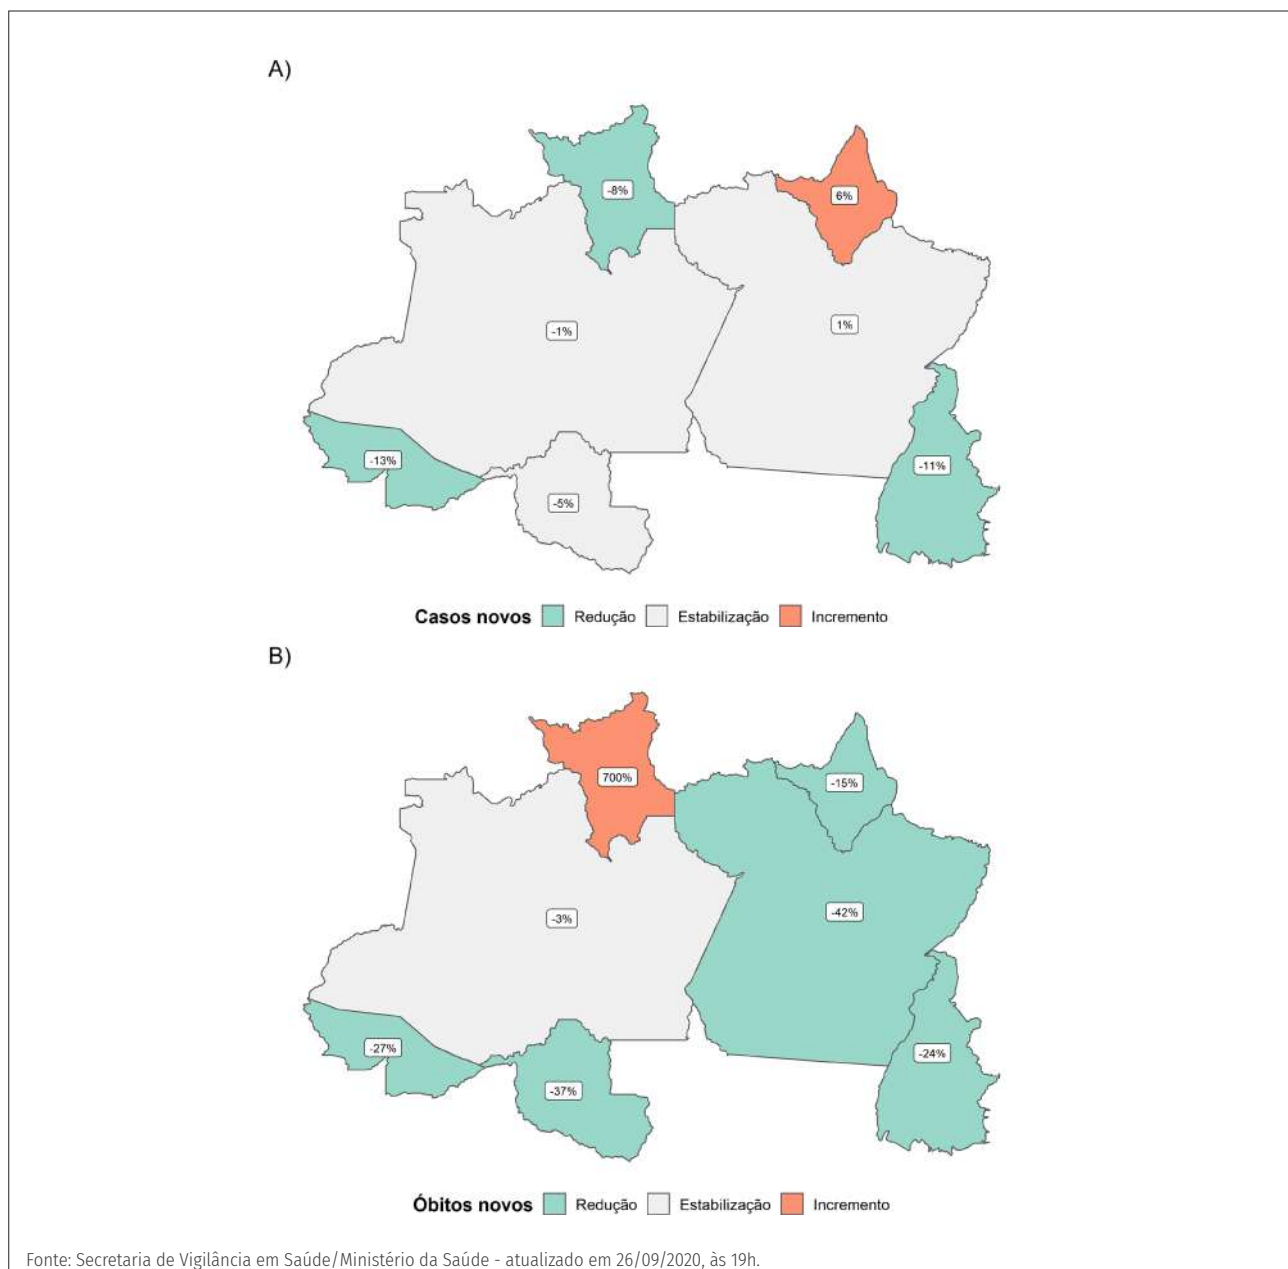 A)
-8%
6%
-1%
1%
-13%
-11%
-5%
Casos novos Redução Estabilização Incremento
B)
700%
-15%
-3%
-42%
-27%
-24%
-37%
Óbitos novos Redução Estabilização Incremento
Fonte: Secretaria de Vigilância em Saúde/Ministério da Saúde - atualizado em 26/09/2020, às 19h.